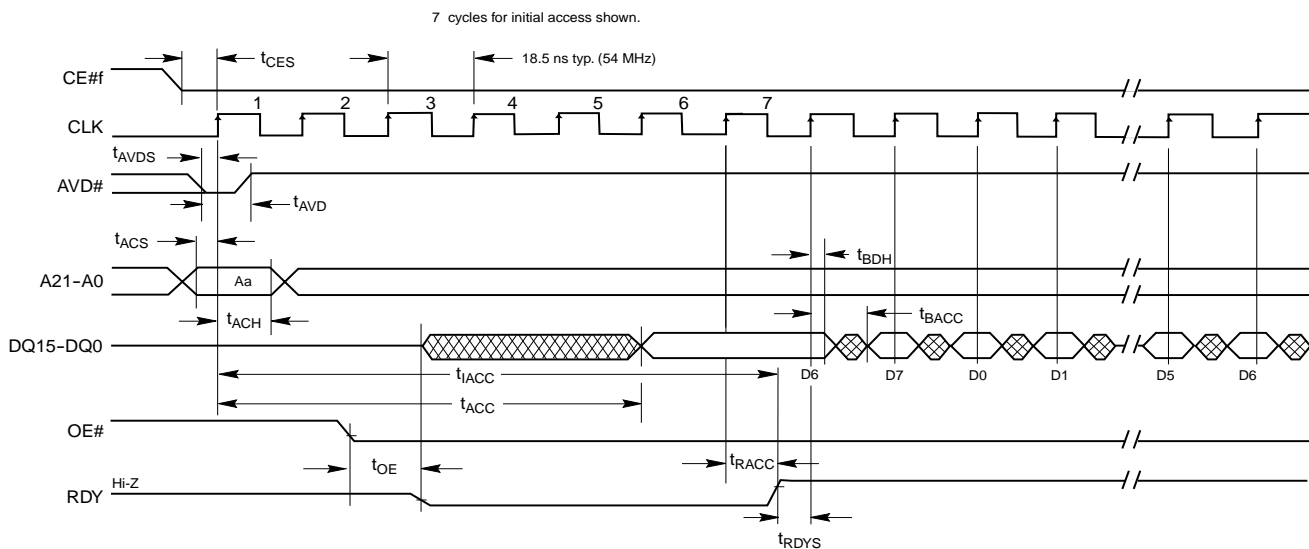 7 cycles for initial access shown.
tCES
18.5 ns typ. (54 MHz)
CE#f
1 2 3 4 5 6 7
CLK
tAVDS
AVD#
tAVD
tACS
tBDH
A21-A0
Aa
tACH
tBACC
DQ15-DQ0
D6 D7 D0 D1 D5 D6
tIACC
tACC
OE#
tOE
tRACC
Hi-Z
RDY
tRDYS